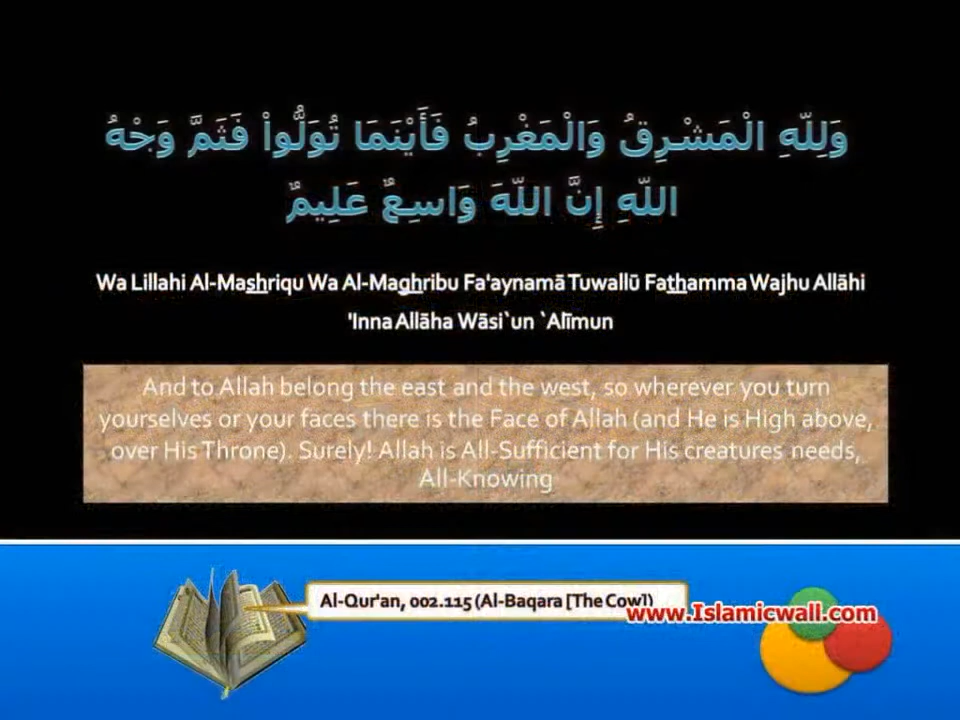 وَلِلّهِ الْمَشْرِقُ وَالْمَغْرِبُ فَأَيْنَمَا تُوَلُّواْ فَثَمَّ وَجْهُ
اللّهِ إِنَّ اللّهَ وَاسِعٌ عَلِيمٌ
Wa Lillahi Al-Mashriqu Wa Al-Maghribu Fa'aynamā Tuwallū Fathamma Wajhu Allāhi
'Inna Allāha Wāsi`un `Alīmun
And to Allah belong the east and the west, so wherever you turn
yourselves or your faces there is the Face of Allah (and He is High above,
over His Throne). Surely! Allah is All-Sufficient for His creatures needs,
All-Knowing
Al-Qur'an, 002.115 (Al-Baqara [The Cow])
www.Islamicwall.com